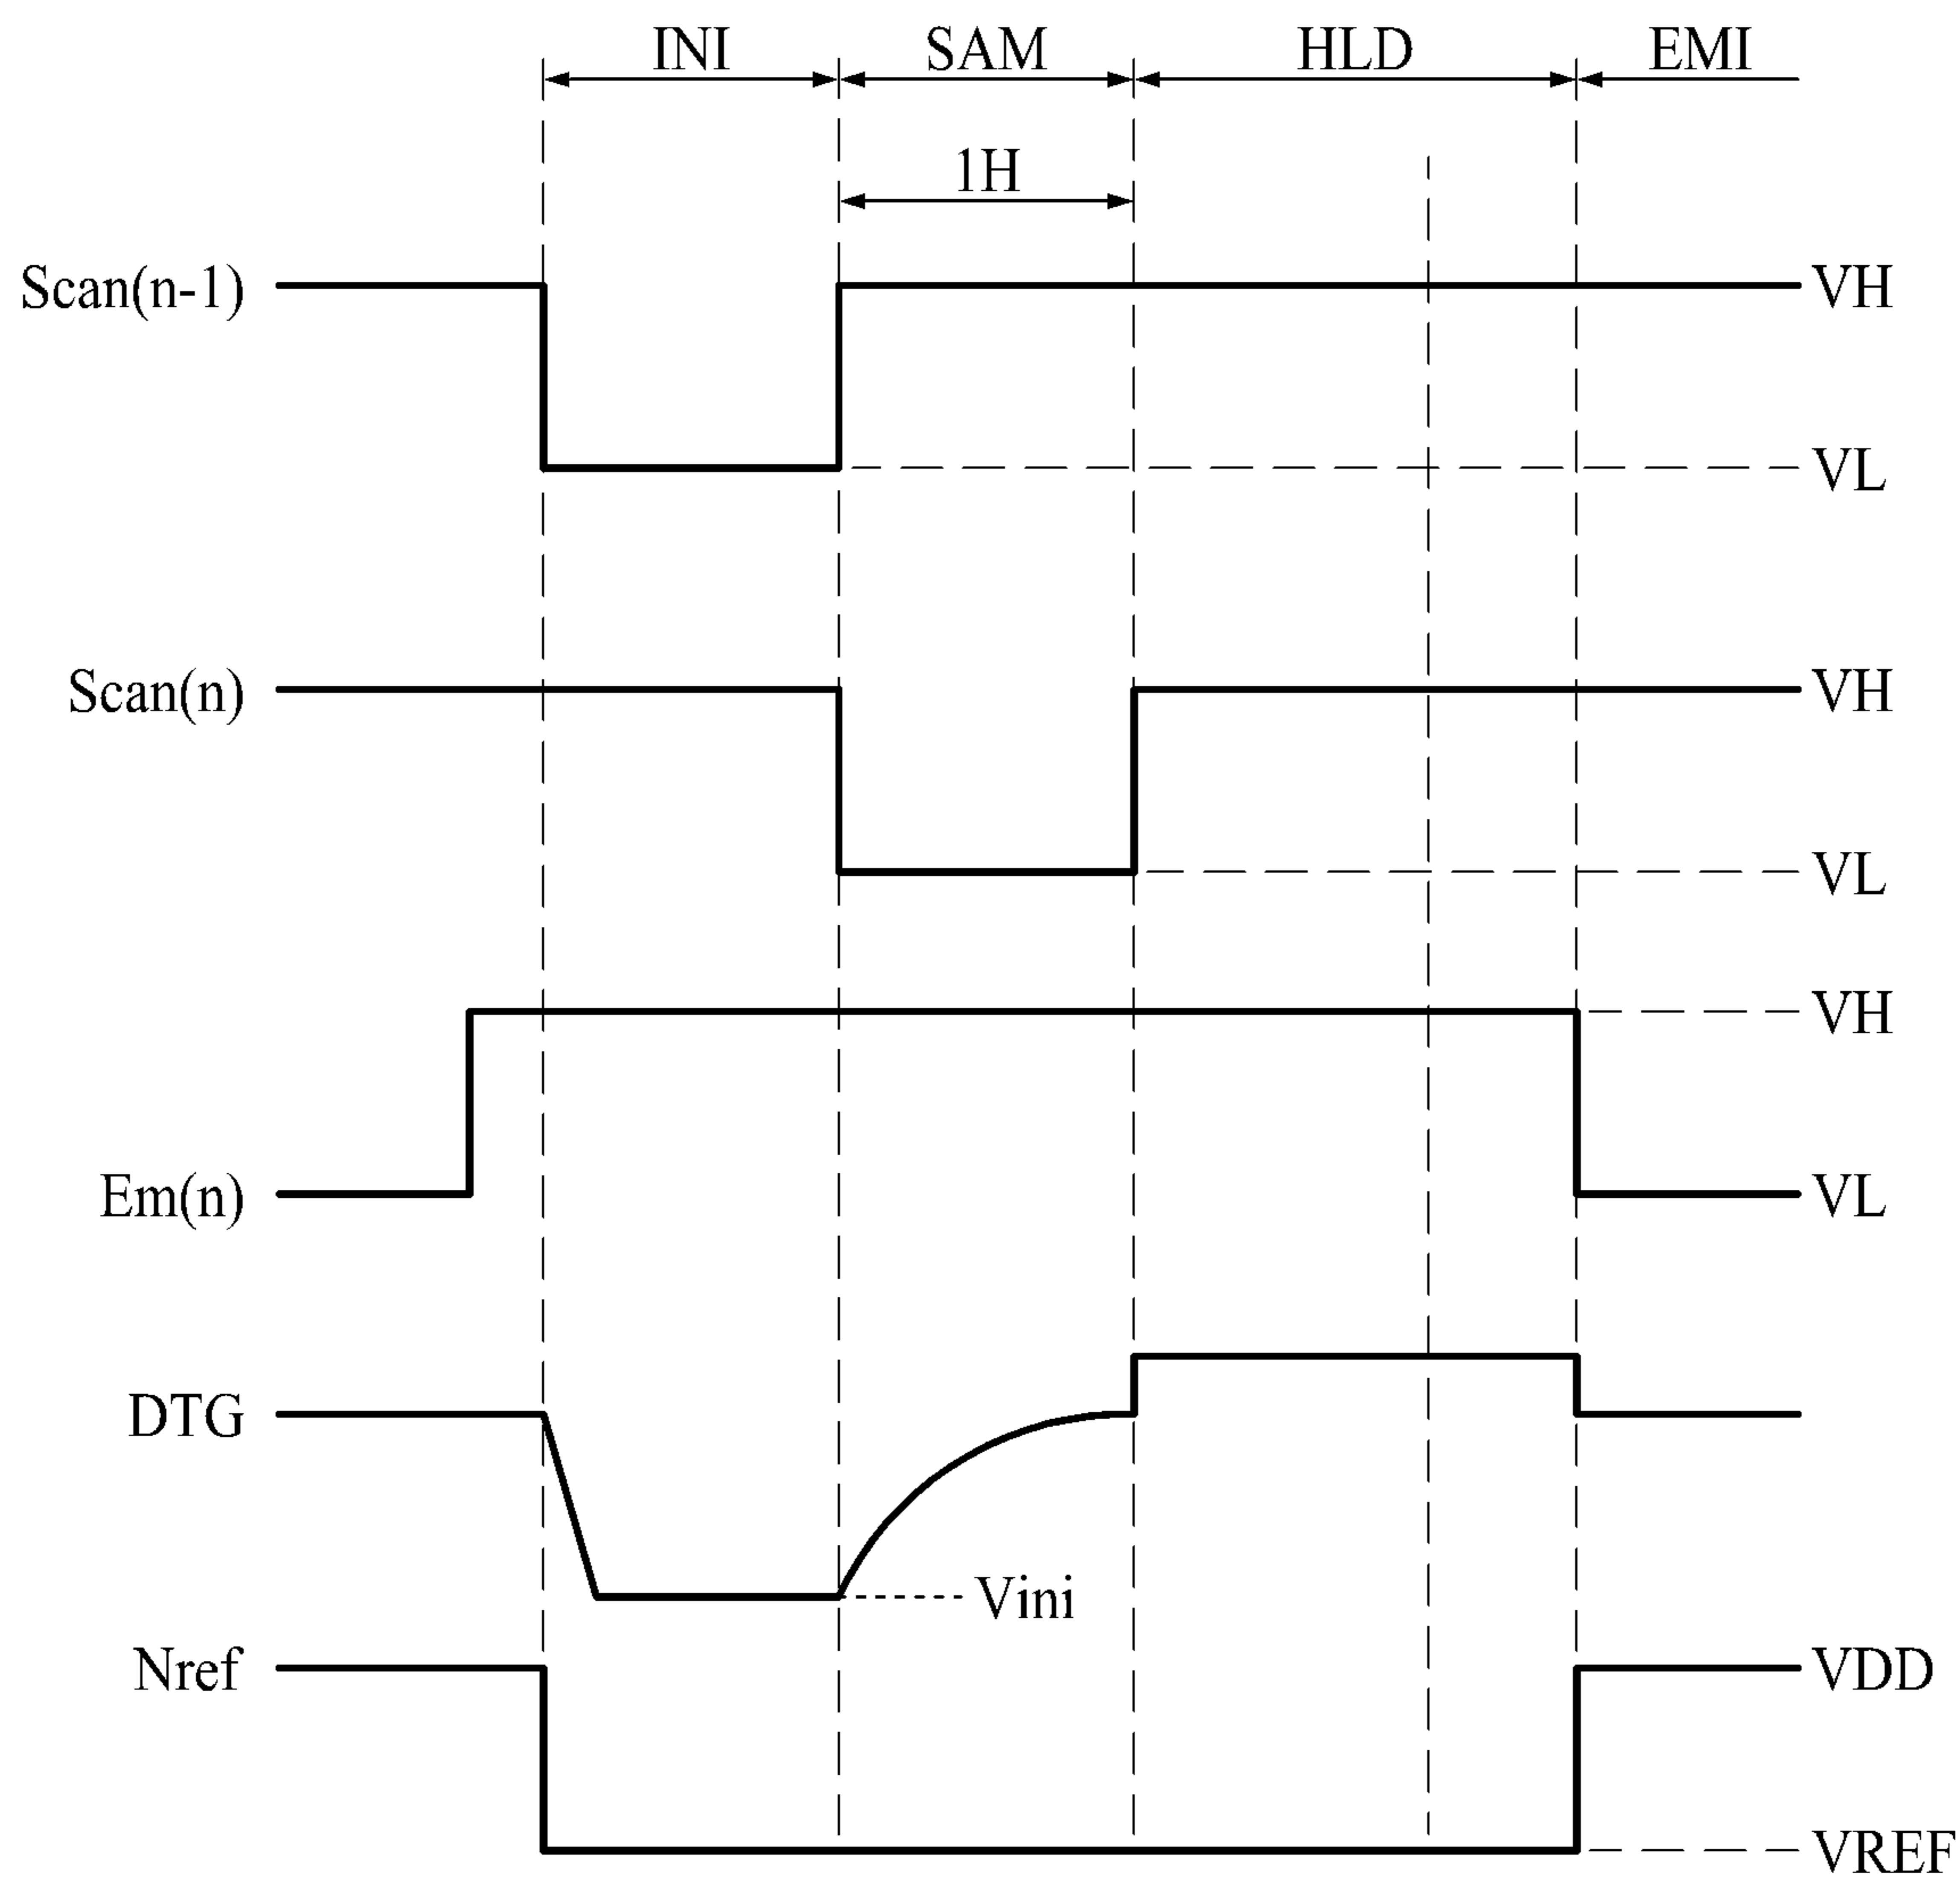 INI SAM HLD EMI
1H
Scan(n-1) VH
VL
Scan(n) VH
VL
VH
Em(n) VL
DTG
Vini
Nref VDD
VREF